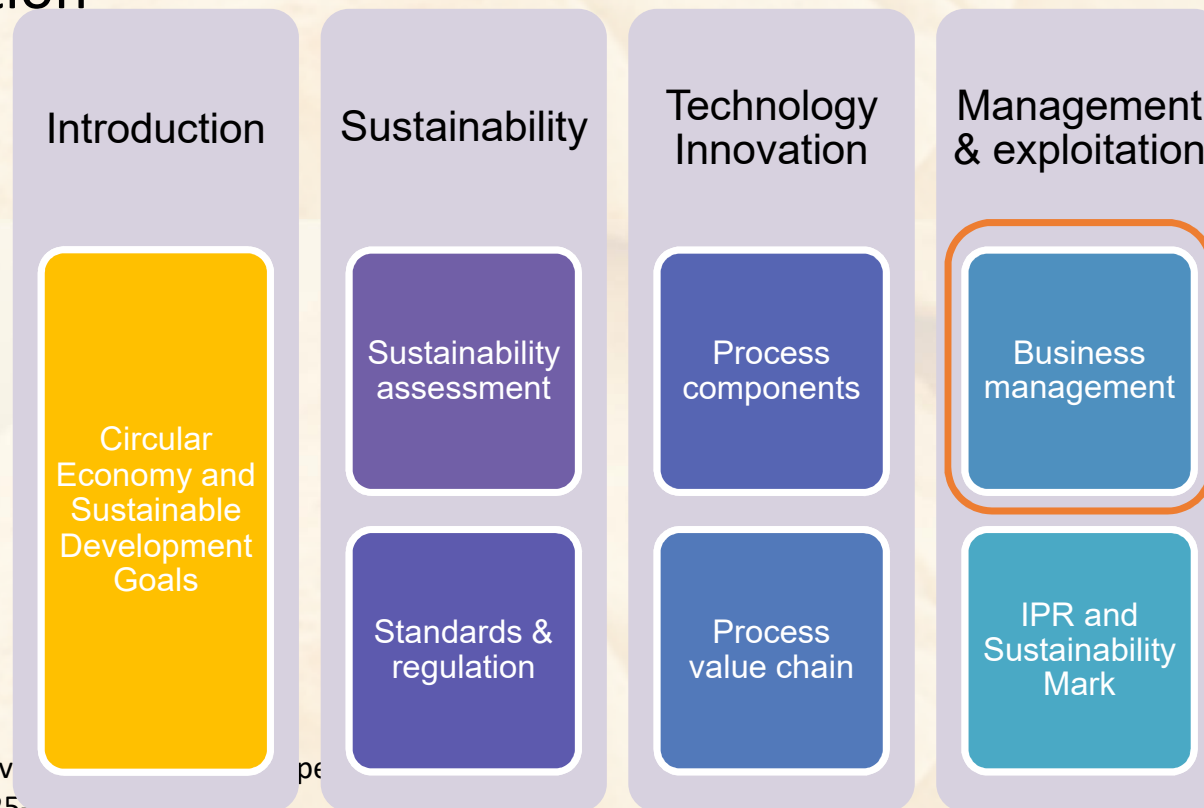 Introduction
Circular
Economy and
Sustainable
Development
Goals
Sustainability
Sustainability
assessment
Standards &
regulation
Technology
Innovation
Process
components
Process
value chain
Management
& exploitation
Business
management
IPR and
Sustainability
Mark